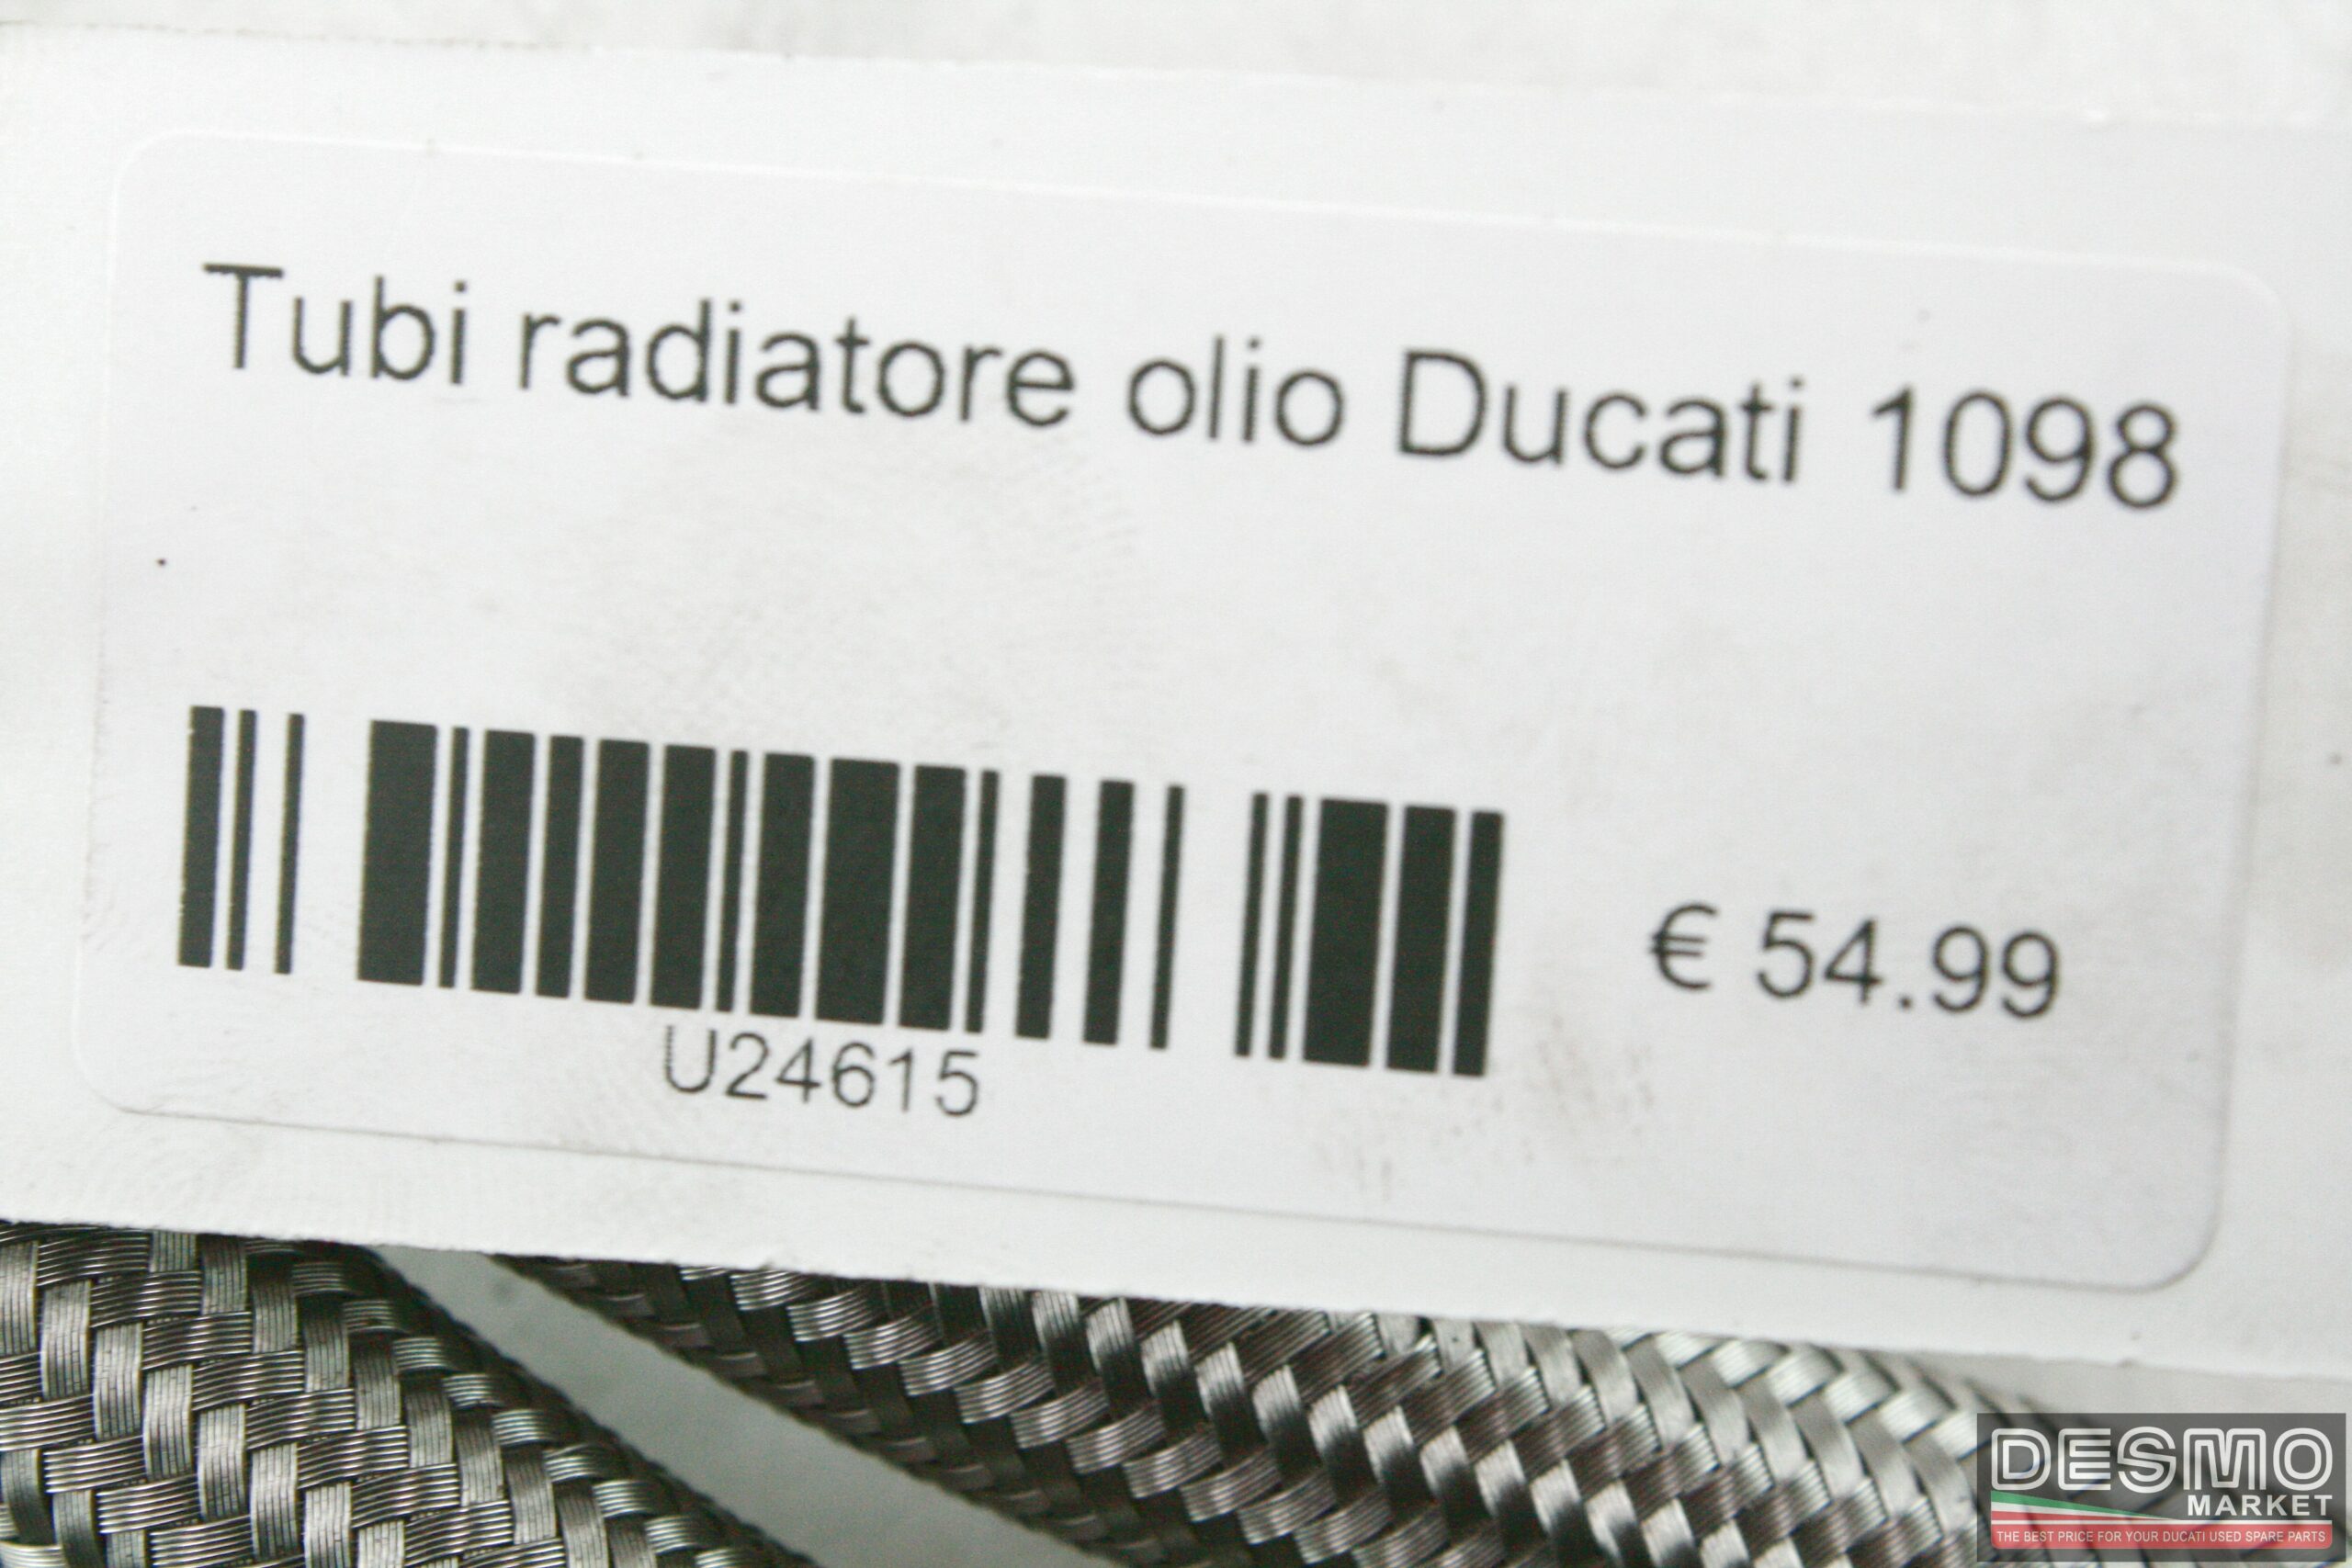 Tubi radiatore olio Ducati 1098
€ 54.99
U24615
DESMO
MARKET
THE BEST PRICE FOR YOUR DUCATI USED SPARE PARTS